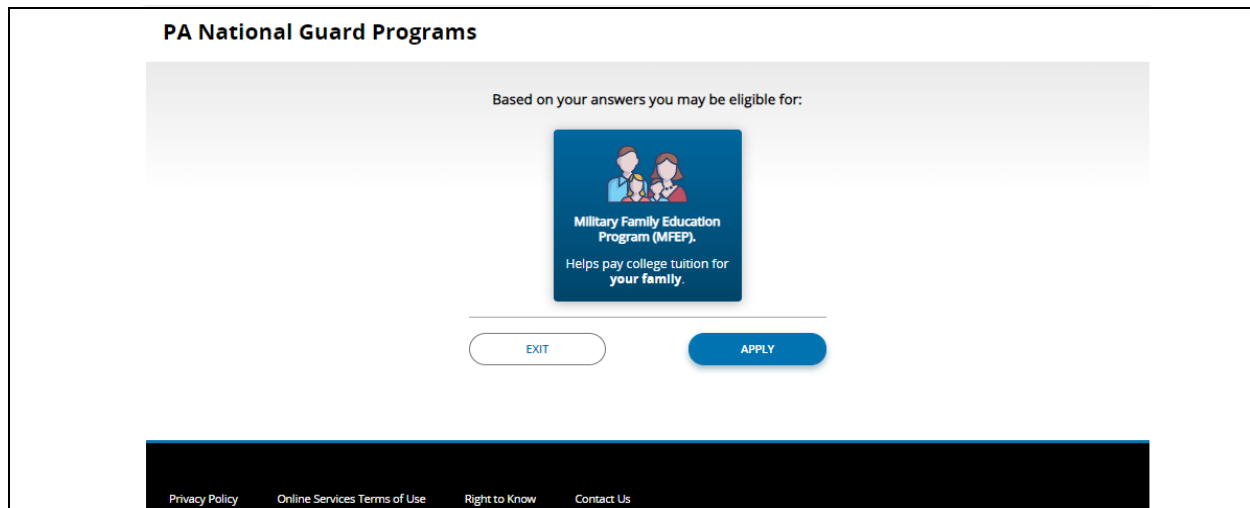 PA National Guard Programs
Based on your answers you may be eligible for:
Military Family Education
Program (MFEP).
Helps pay college tuition for
your family.
EXIT
APPLY
Privacy Policy
Online Services Terms of Use
Right to Know
Contact Us